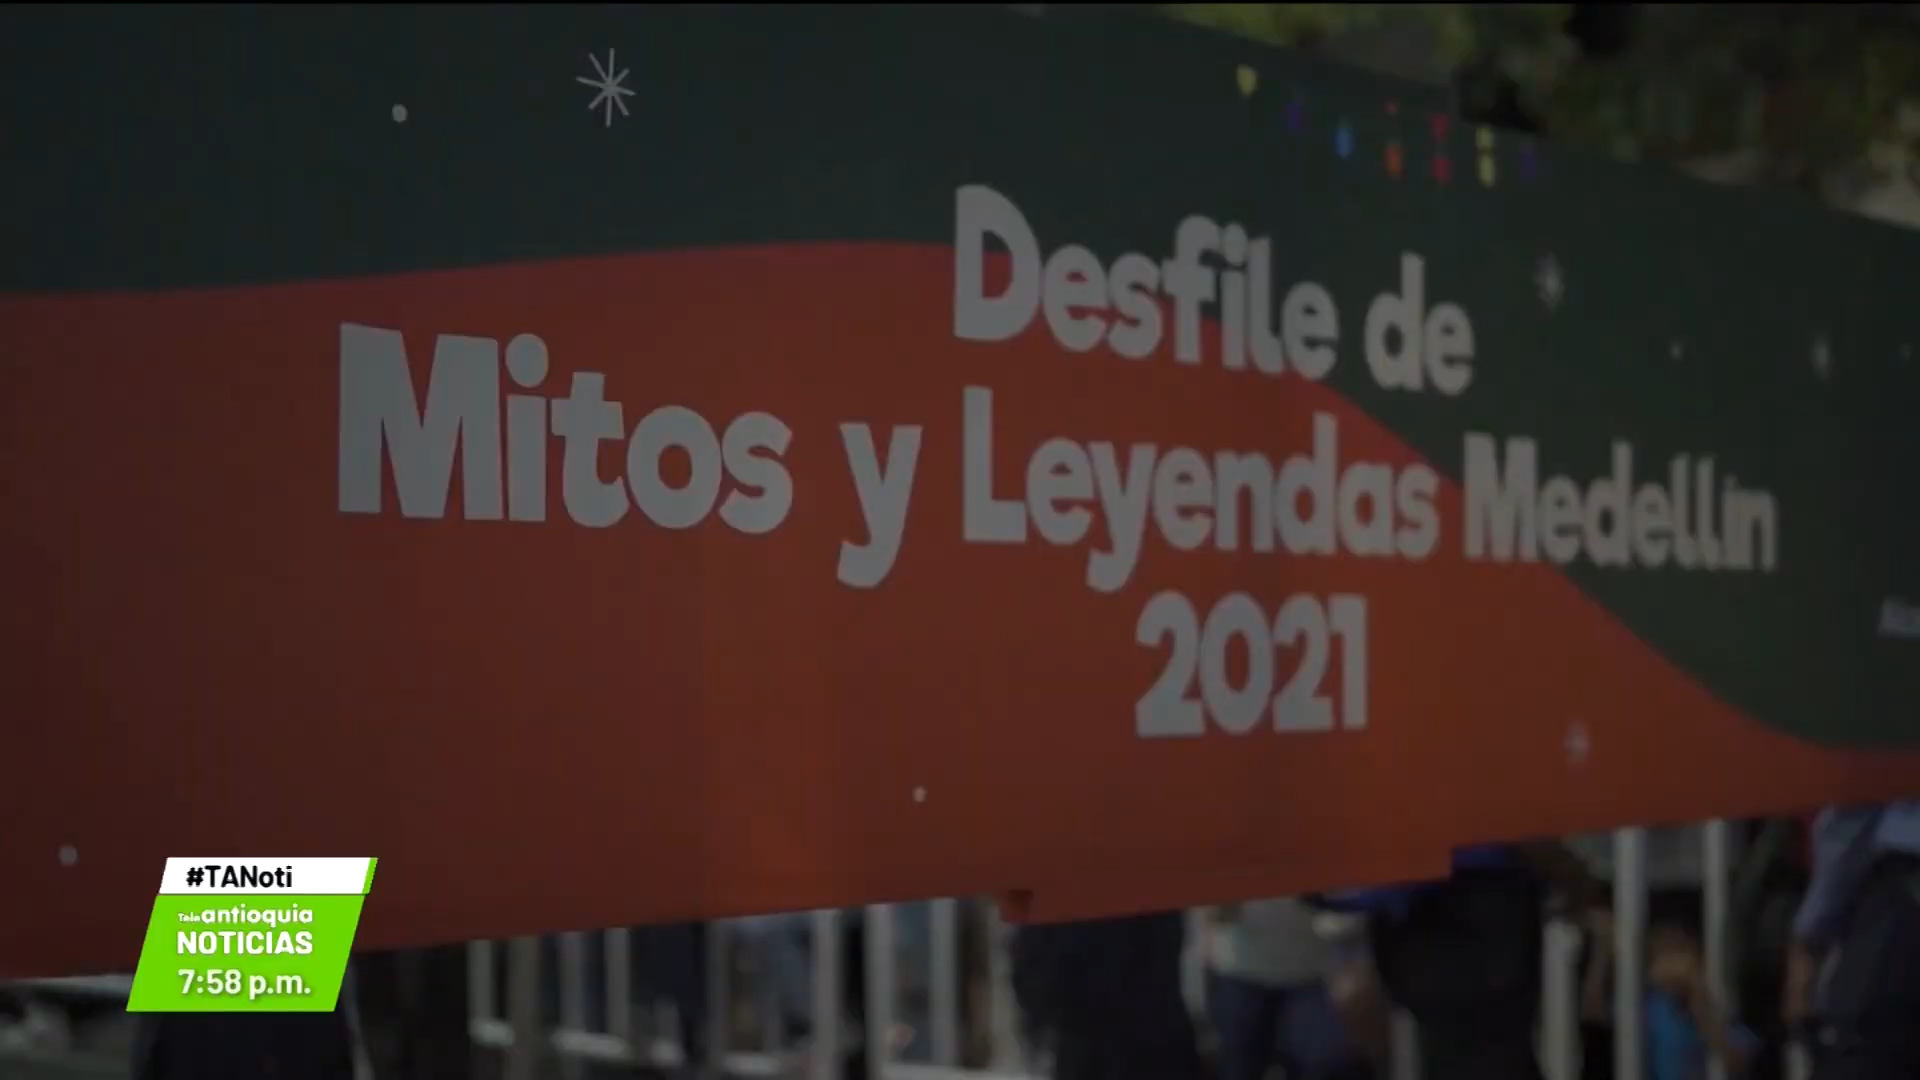 Desfile de
Mitos y Leyendas Medellín
2021
#TANoti
Teleantioquia
NOTICIAS
7:58 p.m.